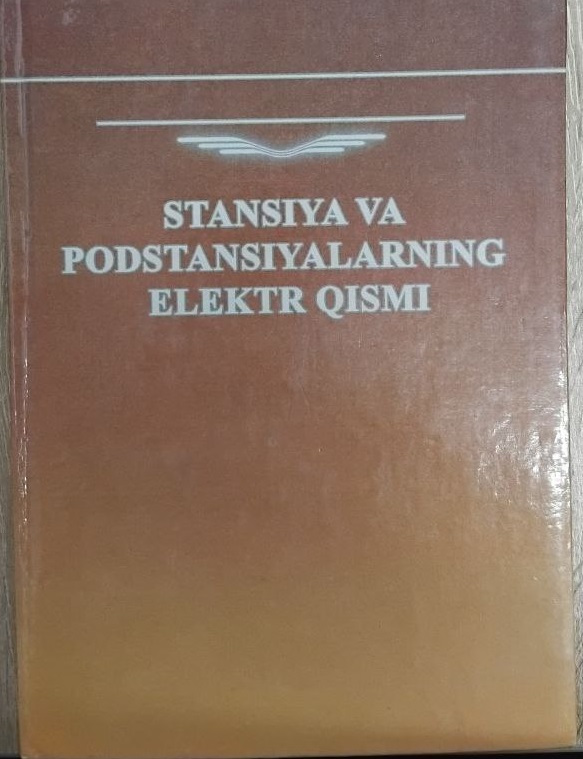 STANSIYA VA
PODSTANSIYALARNING
ELEKTR QISMI